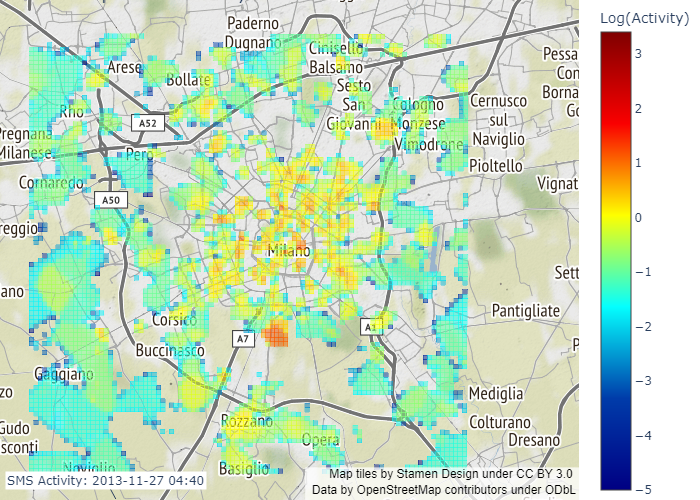 Log(Activity)
Paderno
Dugnano
Cinisello
Balsamo
Arese
Bollate
Sesto
San
Giovanni
Cologno
Monzese
Cernusco
sul
Naviglio
Pessa
Con
Borna
Go
Rho
A52
Pregnana
Milanese
Pero
Vimodrone
Pioltello
Cornaredo
Vignat
A50
reggio
Milano
Sett
ano
Pantigliate
Corsico
A7
A1
Buccinasco
P
Gaggiano
zo
Mediglia
Rozzano
Colturano
Gudo
sconti
Opera
Dresano
Noviglio
Basiglio
3
2
1
0
−1
−2
−3
−4
−5
SMS Activity: 2013-11-27 04:40
Map tiles by Stamen Design under CC BY 3.0
Data by OpenStreetMap contributors under ODbL